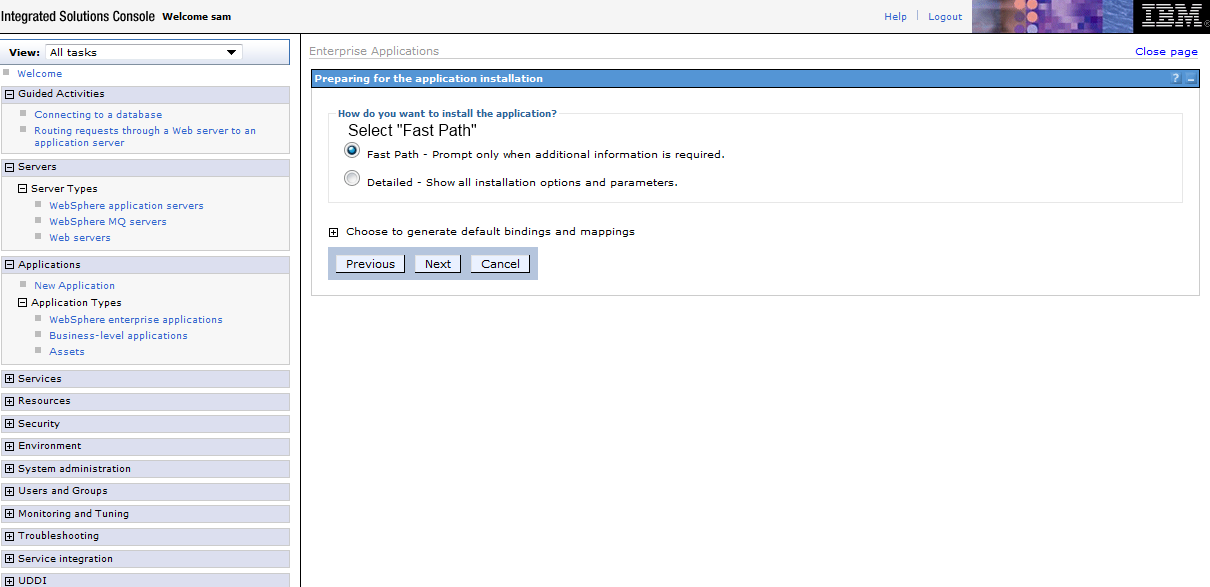 Integrated Solutions Console Welcome sam
Help Logout
IBM®
View: All tasks
Welcome
Guided Activities
Connecting to a database
Routing requests through a Web server to an
application server
Servers
Server Types
WebSphere application servers
WebSphere MQ servers
Web servers
Applications
New Application
Application Types
WebSphere enterprise applications
Business-level applications
Assets
Services
Resources
Security
Environment
System administration
Users and Groups
Monitoring and Tuning
Troubleshooting
Service integration
UDDI
Enterprise Applications
Close page
Preparing for the application installation
?
How do you want to install the application?
Select "Fast Path"
Fast Path - Prompt only when additional information is required.
Detailed - Show all installation options and parameters.
Choose to generate default bindings and mappings
Previous Next Cancel